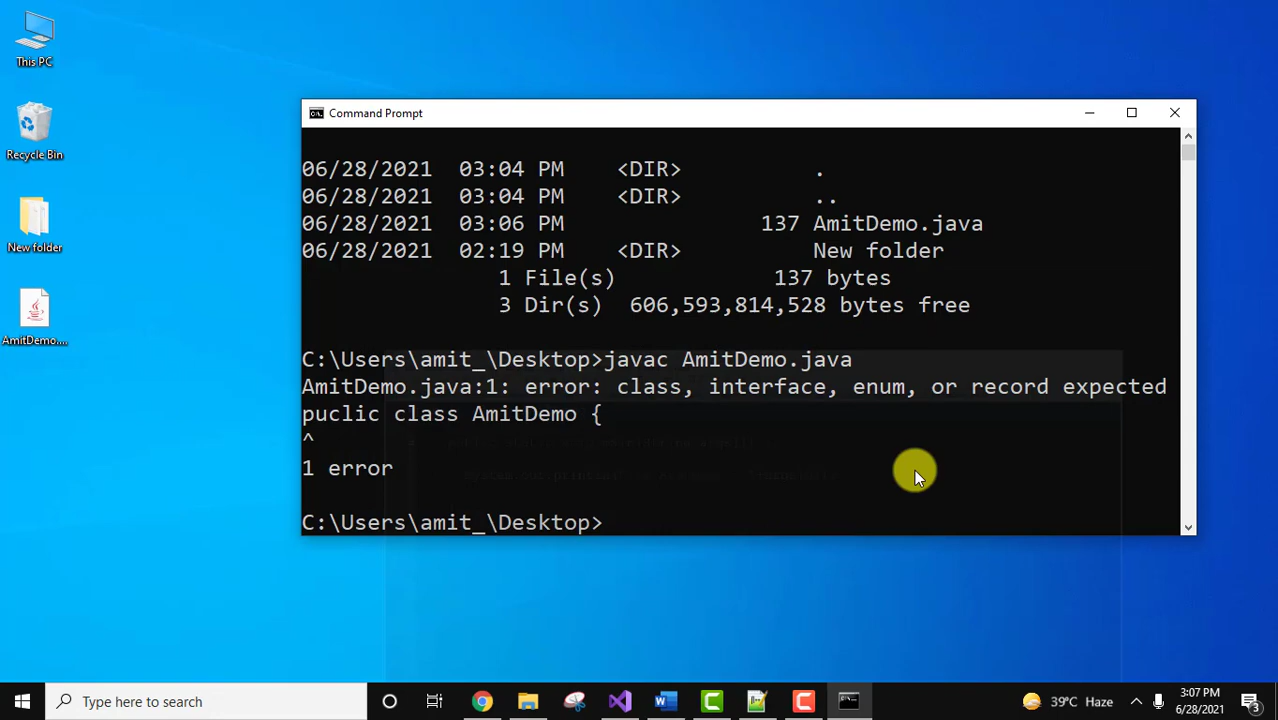 This PC
Recycle Bin
New folder
AmitDemo....
Command Prompt
06/28/2021 03:04 PM <DIR> .
06/28/2021 03:04 PM <DIR> ..
06/28/2021 03:06 PM 137 AmitDemo.java
06/28/2021 02:19 PM <DIR> New folder
1 File(s) 137 bytes
3 Dir(s) 606,593,814,528 bytes free
C:\Users\amit_\Desktop>javac AmitDemo.java
AmitDemo.java:1: error: class, interface, enum, or record expected
puclic class AmitDemo {
^
1 error
C:\Users\amit_\Desktop>
Type here to search
39°C Haze
3:07 PM
6/28/2021
3